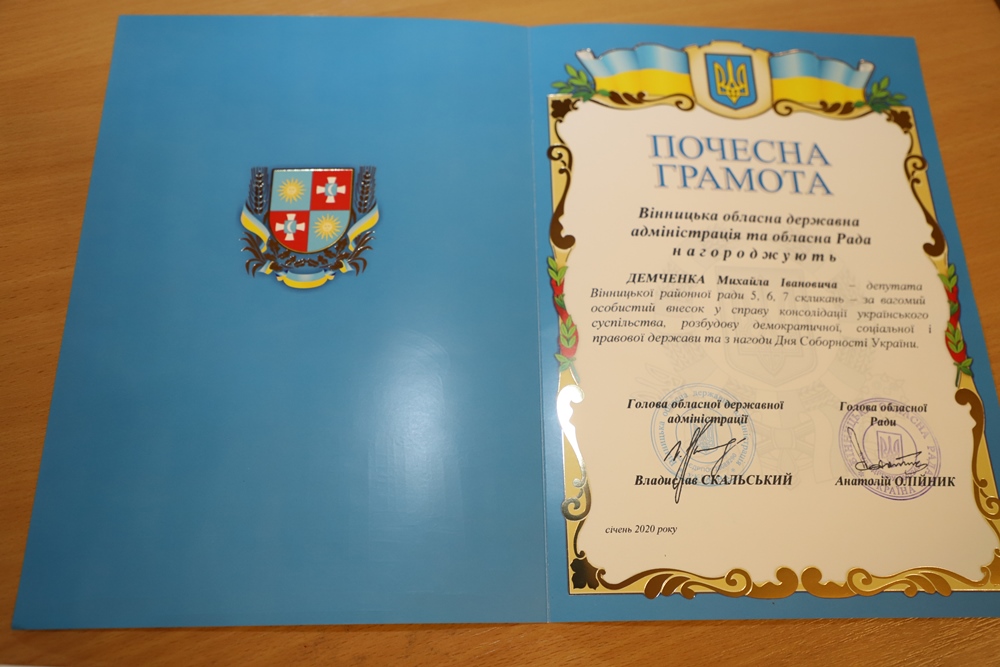 ПОЧЕСНА
ГРАМОТА
Вінницька обласна державна
адміністрація та обласна Рада
нагороджують
ДЕМЧЕНКА Михайла Івановича – депутата
Вінницької районної ради 5, 6, 7 скликань – за вагомий
особистий внесок у справу консолідації українського
суспільства, розбудову демократичної, соціальної і
правової держави та з нагоди Дня Соборності України.
Голова обласної державної
адміністрації
Владислав СКАЛЬСЬКИЙ
Голова обласної
Ради
Анатолій ОЛІЙНИК
січень 2020 року